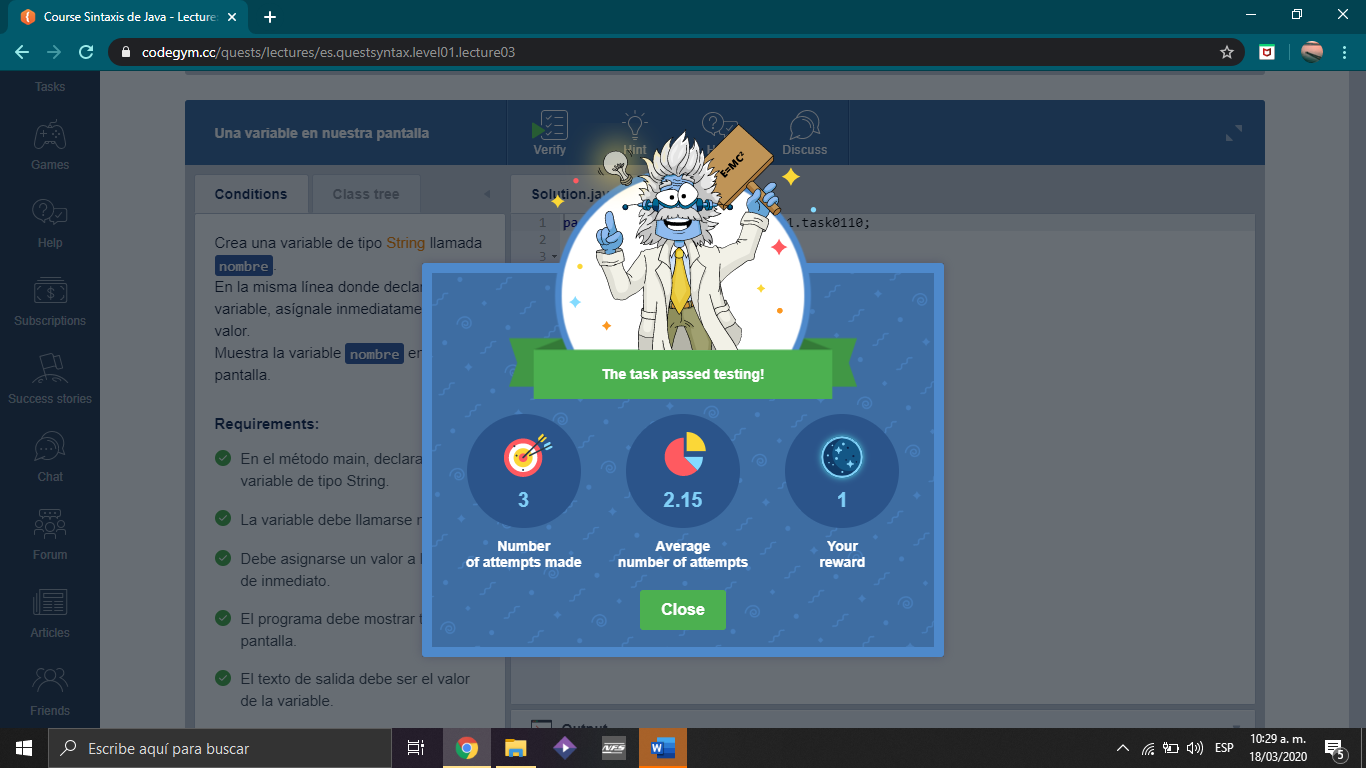 Course Sintaxis de Java - Lecture:
codegym.cc/quests/lectures/es.questsyntax.level01.lecture03
Tasks
Games
Help
Subscriptions
Success stories
Chat
Forum
Articles
Friends
Una variable en nuestra pantalla
Verify
Hint
Discuss
Conditions
Class tree
Solution.jav
Crea una variable de tipo String llamada
nombre.
En la misma línea donde declar
variable, asígnale inmediatame
valor.
Muestra la variable nombre en
pantalla.
Requirements:
En el método main, declara
variable de tipo String.
La variable debe llamarse n
Debe asignarse un valor a l
de inmediato.
El programa debe mostrar t
pantalla.
El texto de salida debe ser el valor
de la variable.
1 pa 1.task0110;
2
3
E=MC²
The task passed testing!
3
Number
of attempts made
2.15
Average
number of attempts
1
Your
reward
Close
Output
Escribe aquí para buscar
NFS
ESP
10:29 a. m.
18/03/2020
5